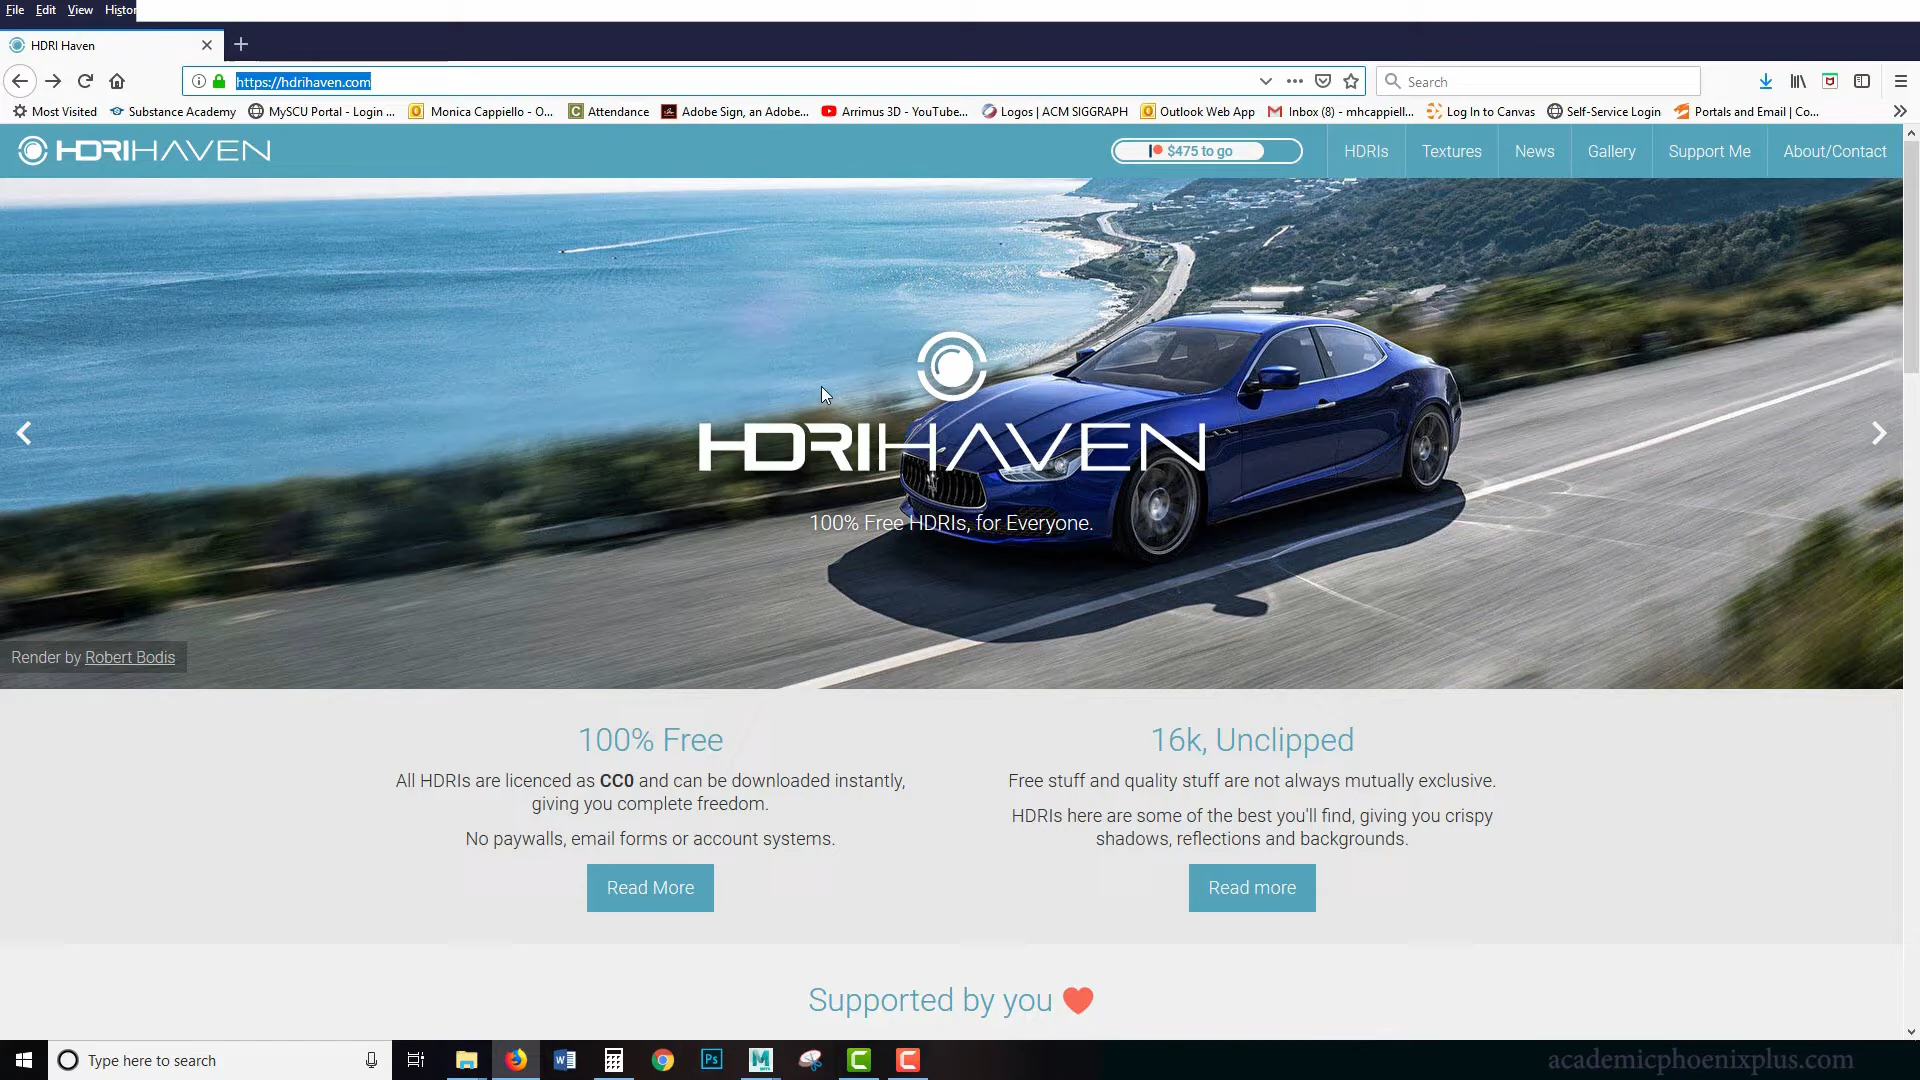 File Edit View Histor
HDRI Haven
https://hdrihaven.com
Search
Most Visited Substance Academy MySCU Portal - Login ... Monica Cappiello - O... Attendance Adobe Sign, an Adobe... Arrimus 3D - YouTube... Logos | ACM SIGGRAPH Outlook Web App Inbox (8) - mhcappiell... Log In to Canvas Self-Service Login Portals and Email | Co...
HDRIHAVEN $475 to go HDRIs Textures News Gallery Support Me About/Contact
HDRIHAVEN
100% Free HDRIs, for Everyone.
Render by Robert Bodis
100% Free
All HDRIs are licenced as CC0 and can be downloaded instantly,
giving you complete freedom.
No paywalls, email forms or account systems.
Read More
16k, Unclipped
Free stuff and quality stuff are not always mutually exclusive.
HDRIs here are some of the best you'll find, giving you crispy
shadows, reflections and backgrounds.
Read more
Supported by you
Type here to search
academicphoenixplus.com